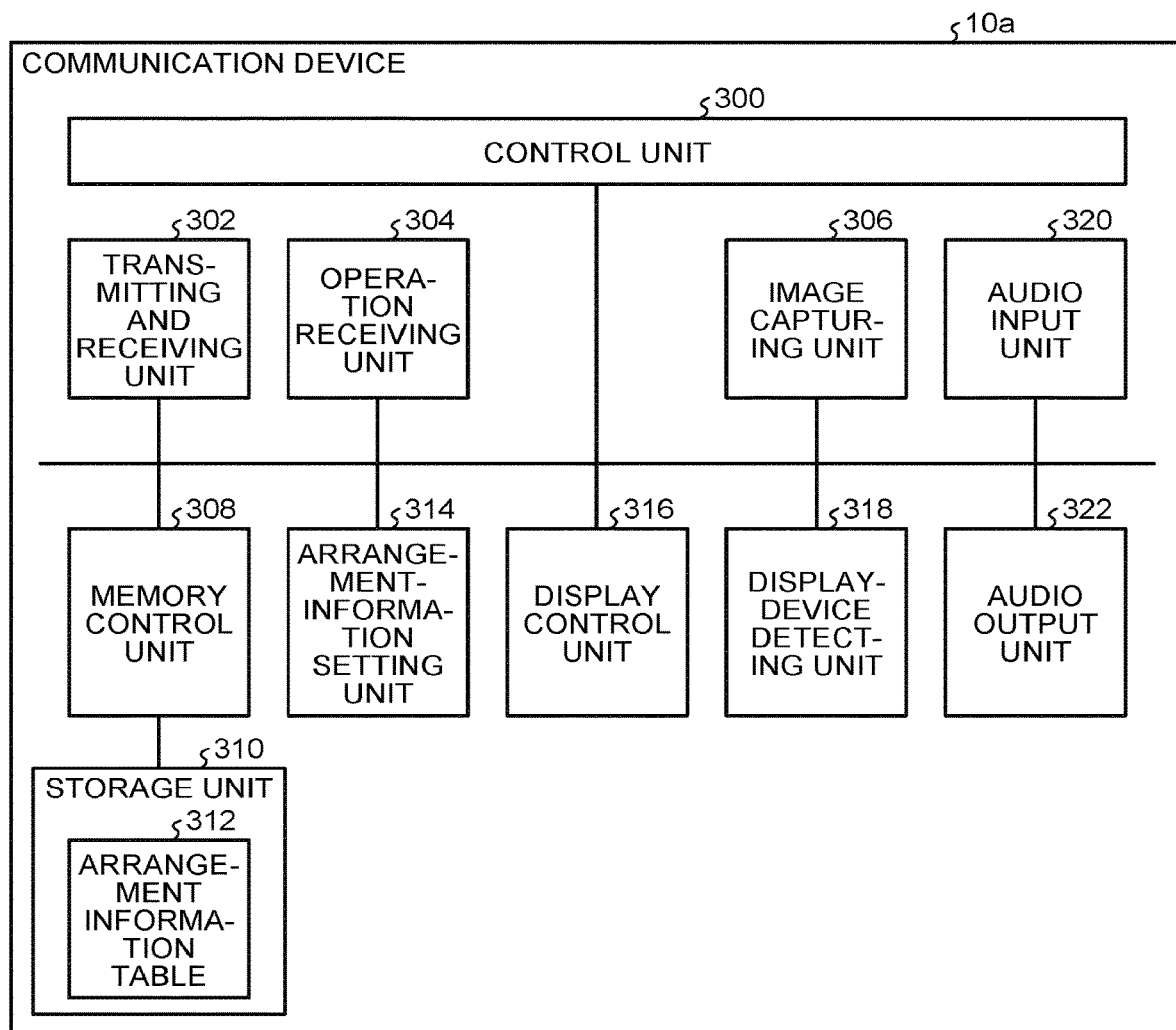 10a
COMMUNICATION DEVICE
300
CONTROL UNIT
302
TRANS-
MITTING
AND
RECEIVING
UNIT
304
OPERA-
TION
RECEIVING
UNIT
306
IMAGE
CAPTUR-
ING UNIT
320
AUDIO
INPUT
UNIT
308
MEMORY
CONTROL
UNIT
314
ARRANGE-
MENT-
INFORMA-
TION
SETTING
UNIT
316
DISPLAY
CONTROL
UNIT
318
DISPLAY-
DEVICE
DETECT-
ING UNIT
322
AUDIO
OUTPUT
UNIT
310
STORAGE UNIT
312
ARRANGE-
MENT
INFORMA-
TION
TABLE